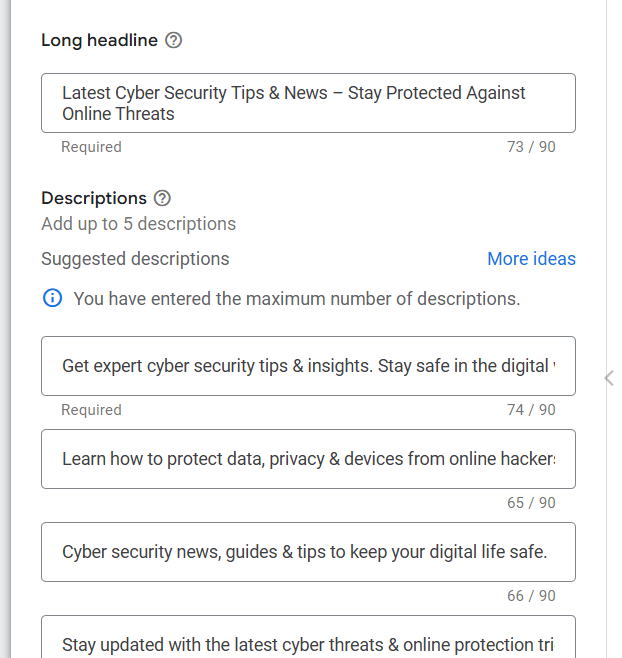 Long headline
Latest Cyber Security Tips & News – Stay Protected Against
Online Threats
Required 73 / 90
Descriptions
Add up to 5 descriptions
Suggested descriptions More ideas
You have entered the maximum number of descriptions.
Get expert cyber security tips & insights. Stay safe in the digital
Required 74 / 90
Learn how to protect data, privacy & devices from online hackers
65 / 90
Cyber security news, guides & tips to keep your digital life safe.
66 / 90
Stay updated with the latest cyber threats & online protection tri